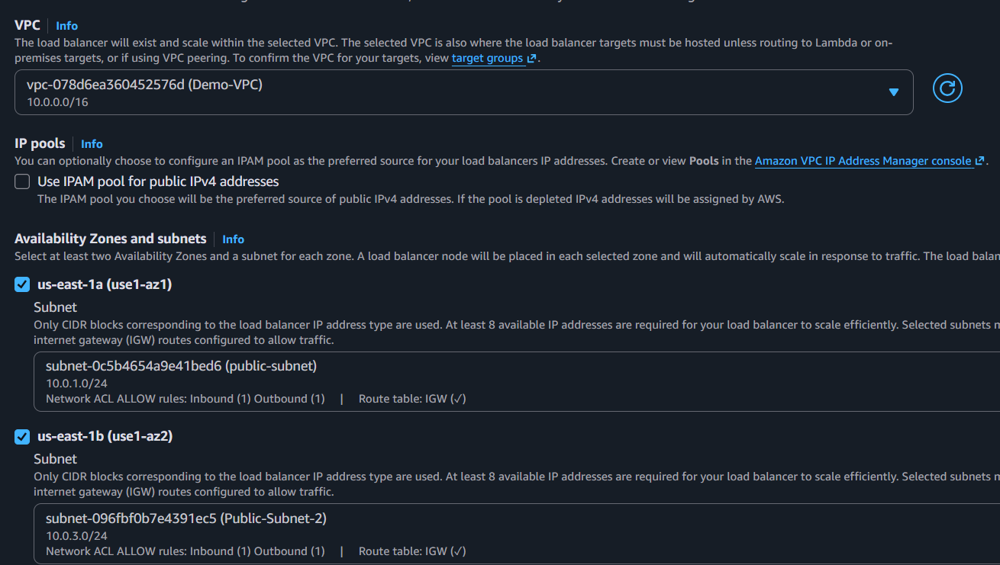 VPC Info
The load balancer will exist and scale within the selected VPC. The selected VPC is also where the load balancer targets must be hosted unless routing to Lambda or on-
premises targets, or if using VPC peering. To confirm the VPC for your targets, view target groups.
vpc-078d6ea360452576d (Demo-VPC)
10.0.0.0/16
IP pools Info
You can optionally choose to configure an IPAM pool as the preferred source for your load balancers IP addresses. Create or view Pools in the Amazon VPC IP Address Manager console.
Use IPAM pool for public IPv4 addresses
The IPAM pool you choose will be the preferred source of public IPv4 addresses. If the pool is depleted IPv4 addresses will be assigned by AWS.
Availability Zones and subnets Info
Select at least two Availability Zones and a subnet for each zone. A load balancer node will be placed in each selected zone and will automatically scale in response to traffic. The load
us-east-1a (use1-az1)
Subnet
Only CIDR blocks corresponding to the load balancer IP address type are used. At least 8 available IP addresses are required for your load balancer to scale efficiently. Selected subnets
internet gateway (IGW) routes configured to allow traffic.
subnet-0c5b4654a9e41bed6 (public-subnet)
10.0.1.0/24
Network ACL ALLOW rules: Inbound (1) Outbound (1) | Route table: IGW (✓)
us-east-1b (use1-az2)
Subnet
Only CIDR blocks corresponding to the load balancer IP address type are used. At least 8 available IP addresses are required for your load balancer to scale efficiently. Selected subnets
internet gateway (IGW) routes configured to allow traffic.
subnet-096fbf0b7e4391ec5 (Public-Subnet-2)
10.0.3.0/24
Network ACL ALLOW rules: Inbound (1) Outbound (1) | Route table: IGW (✓)